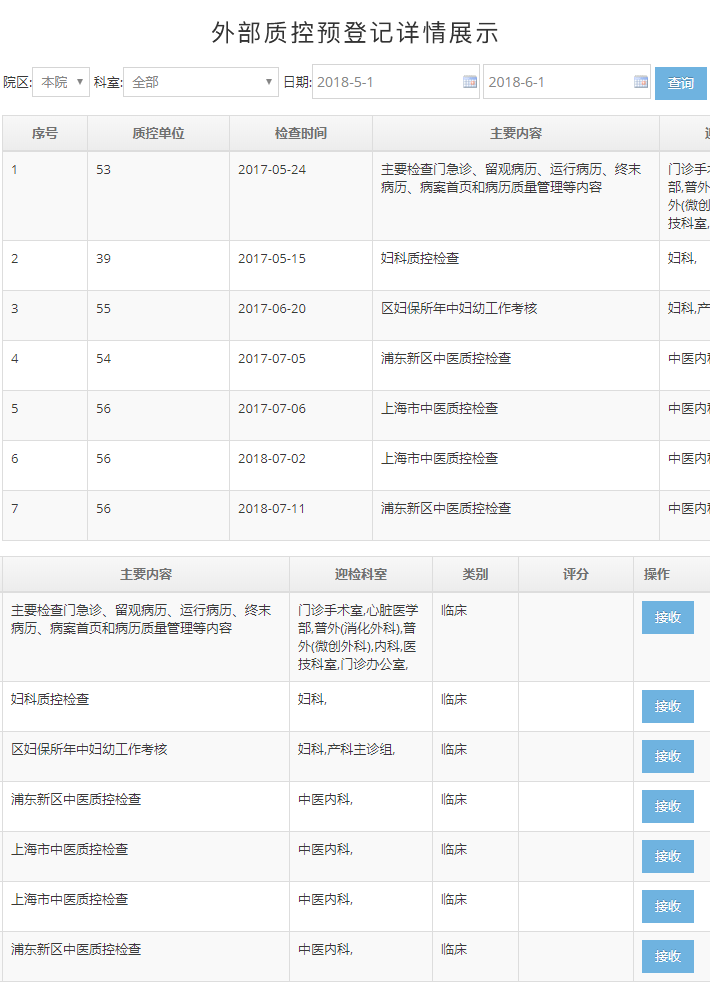 外部质控预登记详情展示
院区: 本院 科室: 全部 日期: 2018-5-1 2018-6-1 查询
序号 质控单位 检查时间 主要内容
1 53 2017-05-24 主要检查门急诊、留观病历、运行病历、终末 门诊手
病历、病案首页和病历质量管理等内容 部,普外
外(微创
技科室,
2 39 2017-05-15 妇科质控检查 妇科,
3 55 2017-06-20 区妇保所年中妇幼工作考核 妇科,产
4 54 2017-07-05 浦东新区中医质控检查 中医内
5 56 2017-07-06 上海市中医质控检查 中医内
6 56 2018-07-02 上海市中医质控检查 中医内
7 56 2018-07-11 浦东新区中医质控检查 中医内
主要内容 迎检科室 类别 评分 操作
主要检查门急诊、留观病历、运行病历、终末 门诊手术室,心脏医学 临床 接收
病历、病案首页和病历质量管理等内容 部,普外(消化外科),普
外(微创外科),内科,医
技科室,门诊办公室,
妇科质控检查 妇科, 临床 接收
区妇保所年中妇幼工作考核 妇科,产科主诊组, 临床 接收
浦东新区中医质控检查 中医内科, 临床 接收
上海市中医质控检查 中医内科, 临床 接收
上海市中医质控检查 中医内科, 临床 接收
浦东新区中医质控检查 中医内科, 临床 接收